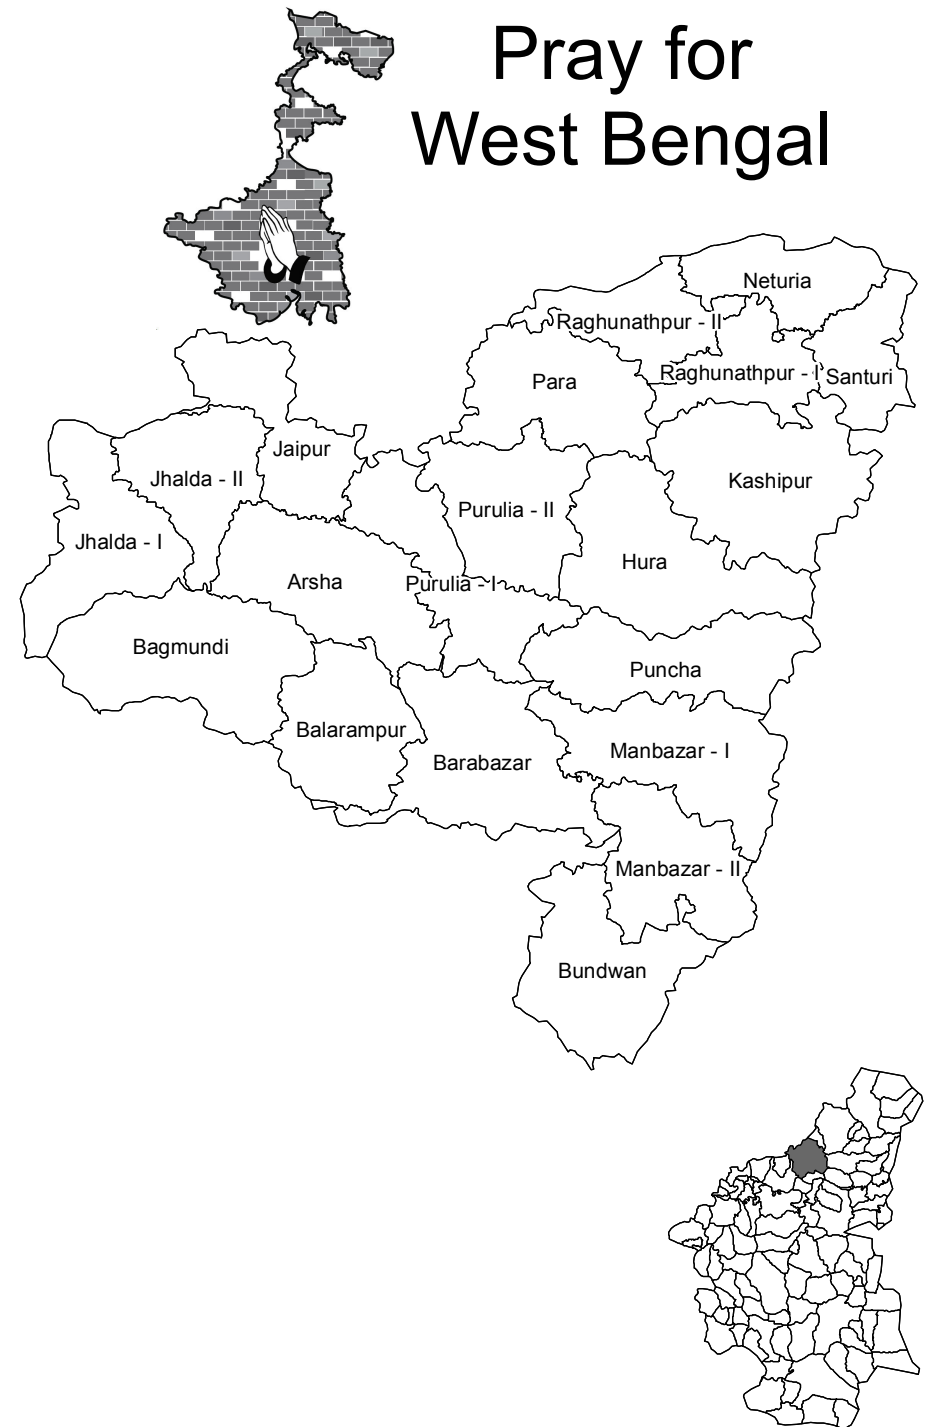 Pray for
West Bengal
Neturia
Raghunathpur - II
Raghunathpur - I
Santuri
Para
Jaipur
Jhalda - II
Kashipur
Purulia - II
Jhalda - I
Hura
Arsha
Purulia - I
Bagmundi
Puncha
Balarampur
Manbazar - I
Barabazar
Manbazar - II
Bundwan